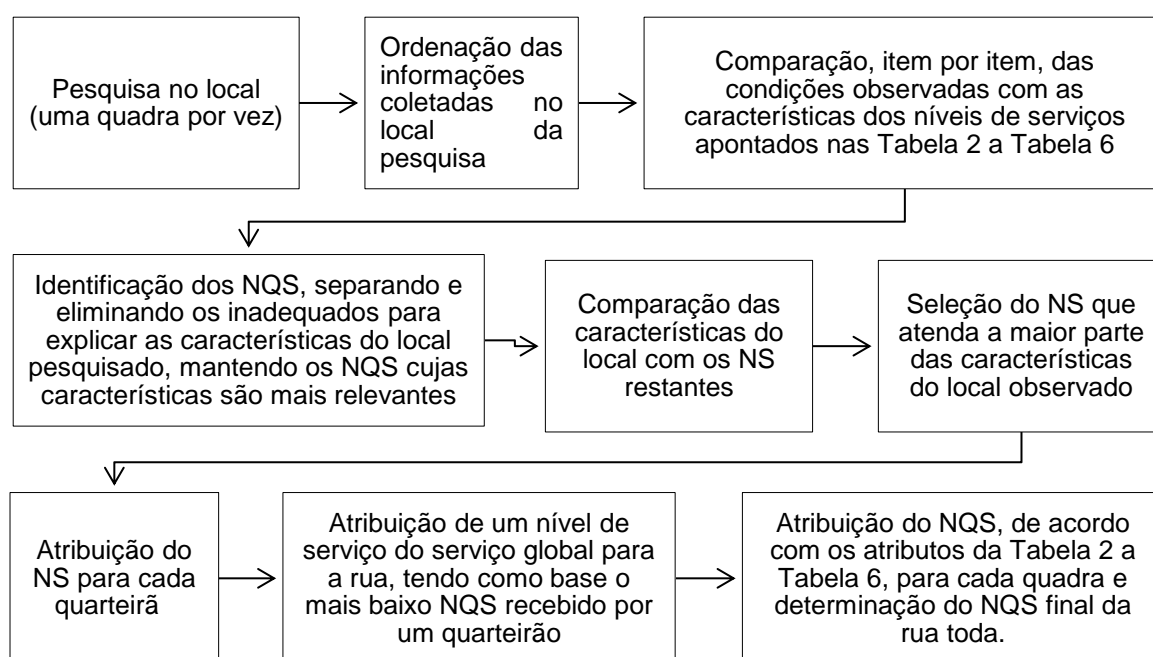 Pesquisa no local
(uma quadra por vez)
Ordenação das
informações
coletadas no
local da
pesquisa
Comparação, item por item, das
condições observadas com as
características dos níveis de serviços
apontados nas Tabela 2 a Tabela 6
Identificação dos NQS, separando e
eliminando os inadequados para
explicar as características do local
pesquisado, mantendo os NQS cujas
características são mais relevantes
Comparação das
características do
local com os NS
restantes
Seleção do NS que
atenda a maior parte
das características
do local observado
Atribuição do
NS para cada
quarteirã
Atribuição de um nível de
serviço do serviço global para
a rua, tendo como base o
mais baixo NQS recebido por
um quarteirão
Atribuição do NQS, de acordo
com os atributos da Tabela 2 a
Tabela 6, para cada quadra e
determinação do NQS final da
rua toda.